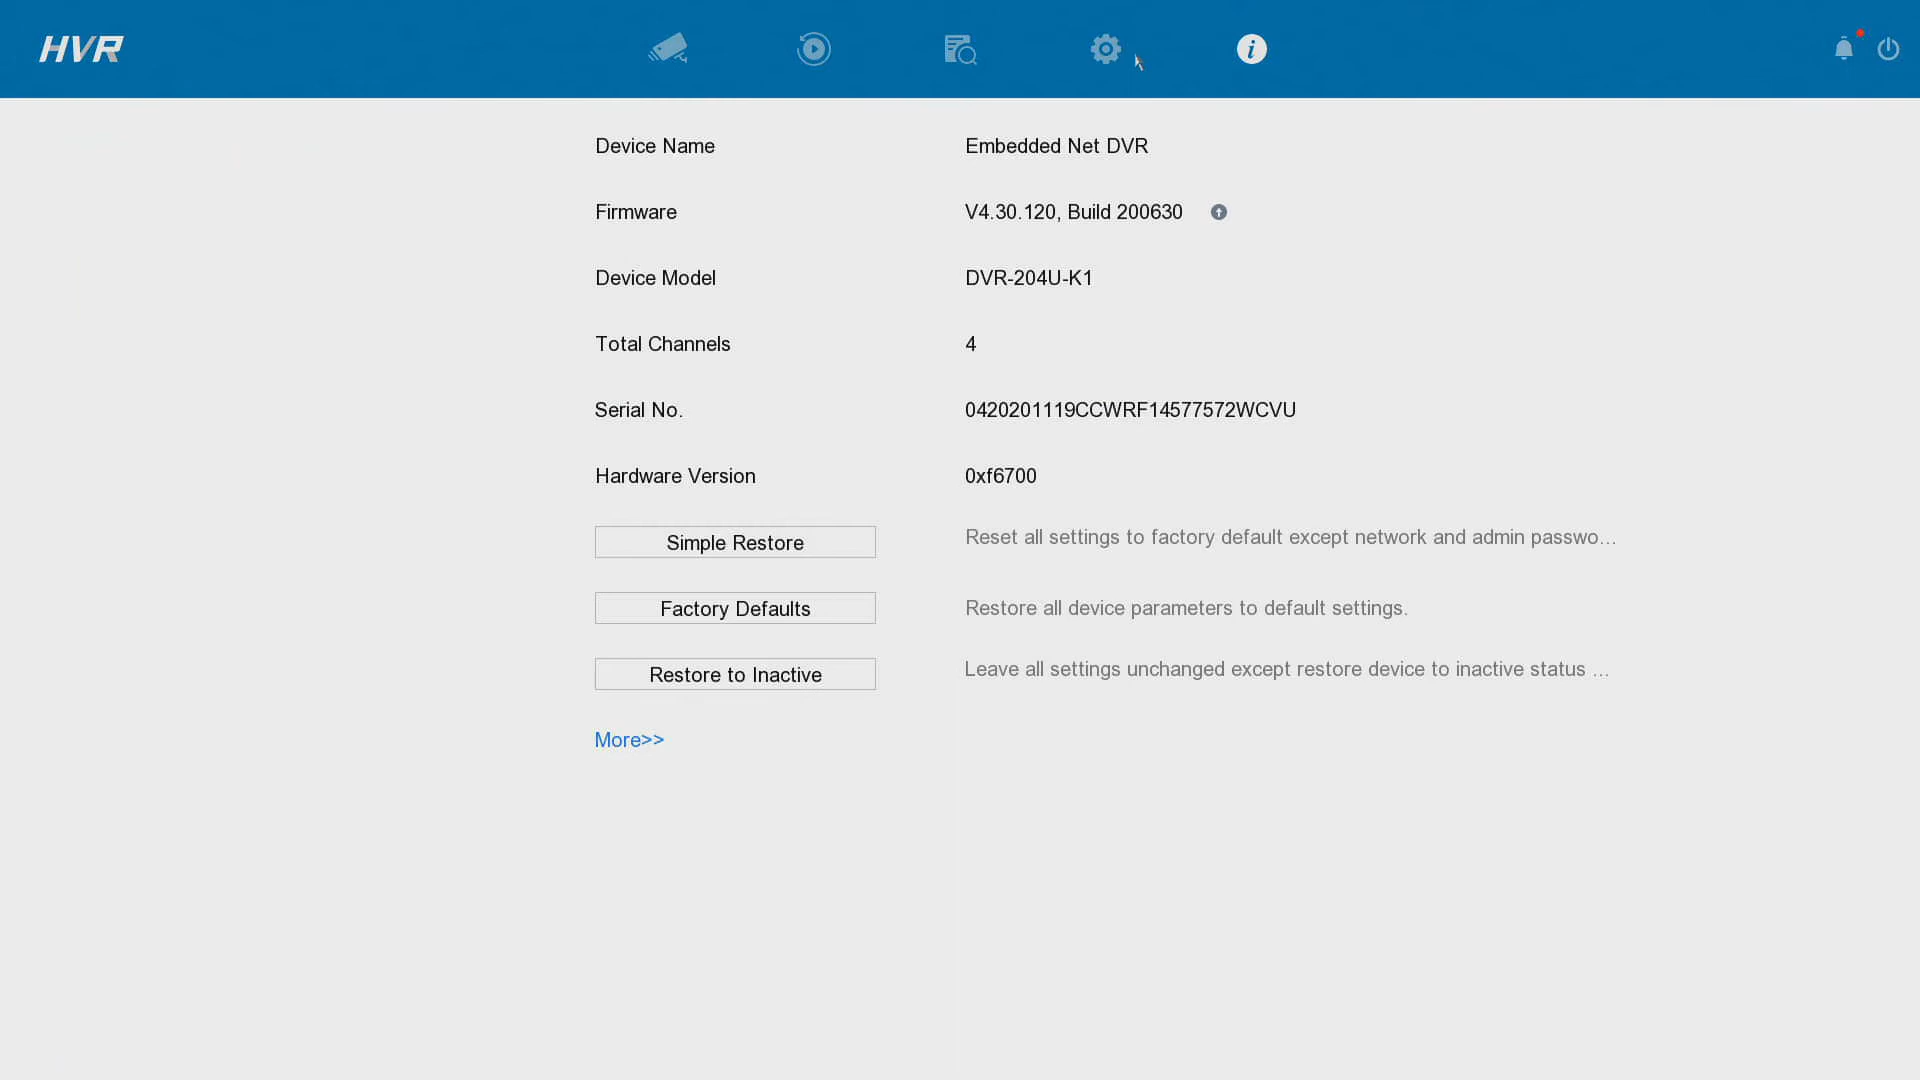 HVR
Device Name Embedded Net DVR
Firmware V4.30.120, Build 200630
Device Model DVR-204U-K1
Total Channels 4
Serial No. 0420201119CCWRF14577572WCVU
Hardware Version 0xf6700
Simple Restore Reset all settings to factory default except network and admin passwo...
Factory Defaults Restore all device parameters to default settings.
Restore to Inactive Leave all settings unchanged except restore device to inactive status ...
More>>